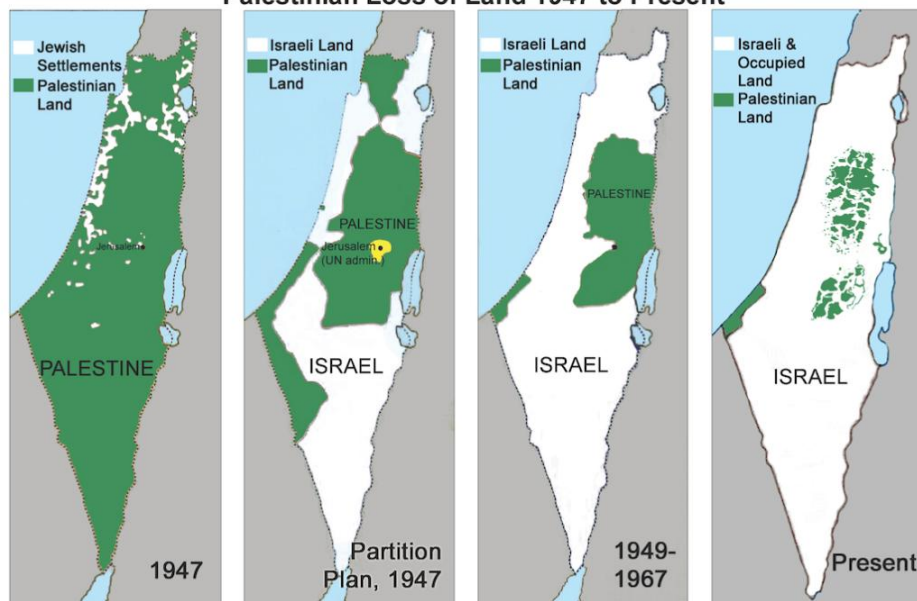 Palestinian Loss of Land 1947 to Present
Jewish
Settlements
Palestinian
Land
Jerusalem
PALESTINE
1947
Israeli Land
Palestinian
Land
PALESTINE
Jerusalem
(UN admin.)
ISRAEL
Partition
Plan, 1947
Israeli Land
Palestinian
Land
PALESTINE
ISRAEL
1949-
1967
Israeli &
Occupied
Land
Palestinian
Land
ISRAEL
Present